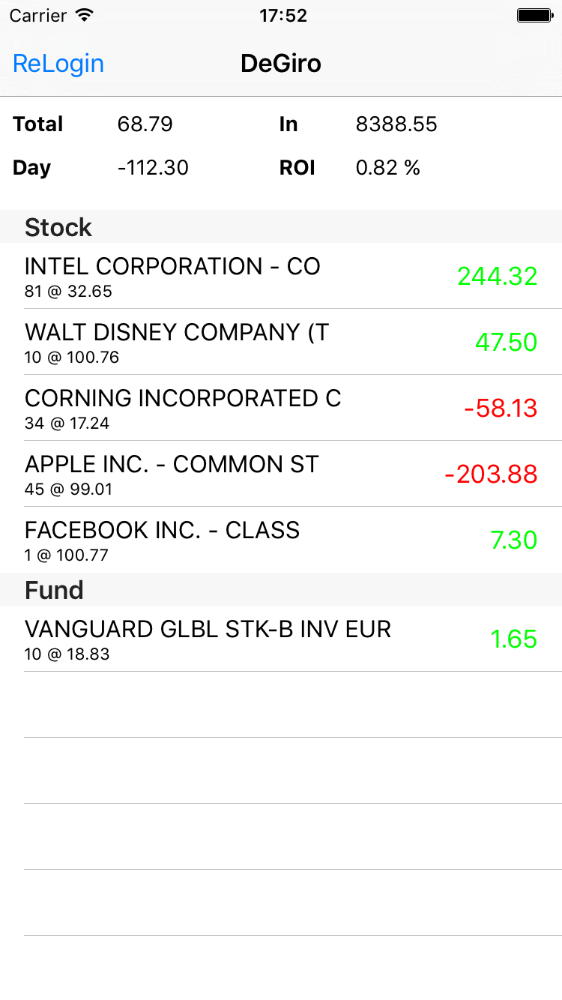 Carrier 17:52
ReLogin DeGiro
Total 68.79 In 8388.55
Day -112.30 ROI 0.82 %
Stock
INTEL CORPORATION - CO 244.32
81 @ 32.65
WALT DISNEY COMPANY (T 47.50
10 @ 100.76
CORNING INCORPORATED C -58.13
34 @ 17.24
APPLE INC. - COMMON ST -203.88
45 @ 99.01
FACEBOOK INC. - CLASS 7.30
1 @ 100.77
Fund
VANGUARD GLBL STK-B INV EUR 1.65
10 @ 18.83